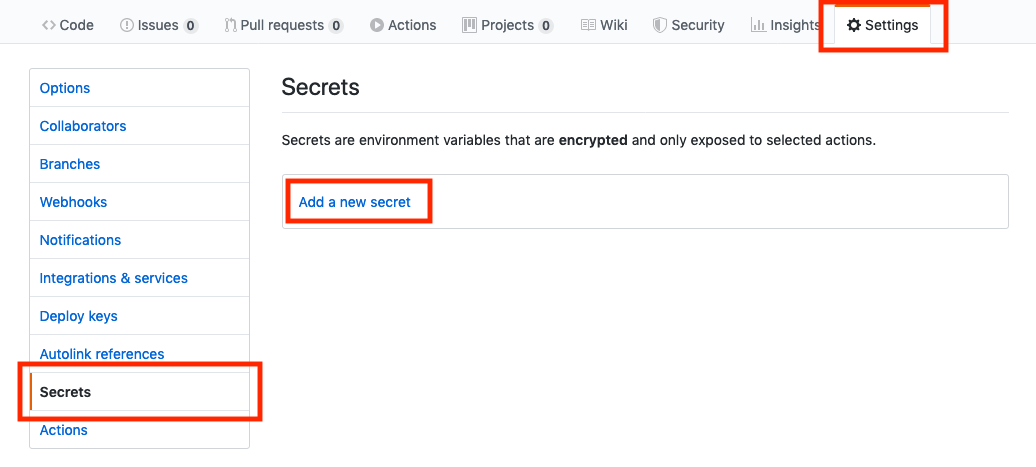 Code Issues 0 Pull requests 0 Actions Projects 0 Wiki Security Insights Settings
Options
Collaborators
Branches
Webhooks
Notifications
Integrations & services
Deploy keys
Autolink references
Secrets
Actions
Secrets
Secrets are environment variables that are encrypted and only exposed to selected actions.
Add a new secret